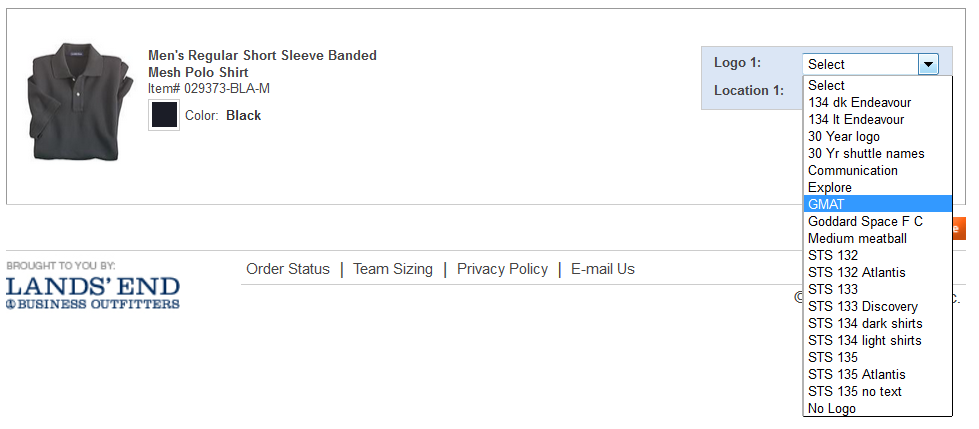 Men's Regular Short Sleeve Banded
Mesh Polo Shirt
Item# 029373-BLA-M
Color: Black
Logo 1:
Select
Location 1:
Select
134 dk Endeavour
134 lt Endeavour
30 Year logo
30 Yr shuttle names
Communication
Explore
GMAT
Goddard Space F C
Medium meatball
STS 132
STS 132 Atlantis
STS 133
STS 133 Discovery
STS 134 dark shirts
STS 134 light shirts
STS 135
STS 135 Atlantis
STS 135 no text
No Logo
BROUGHT TO YOU BY:
LANDS' END
BUSINESS OUTFITTERS
Order Status | Team Sizing | Privacy Policy | E-mail Us